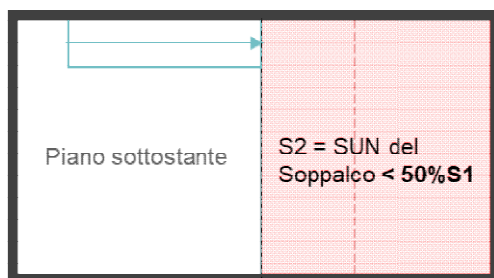 Piano sottostante
S2 = SUN del
Soppalco < 50%S1